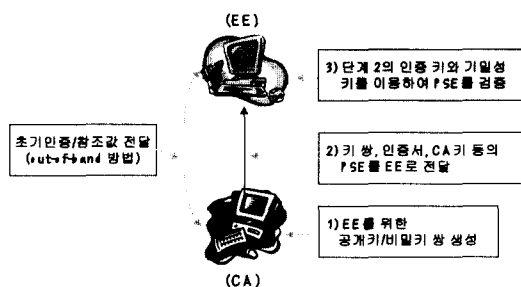 (EE)
3) 단계 2의 인증 키와 기밀성
키를 이용하여 PSE를 검증
초기인증/참조값 전달
(out-of-band 방법)
2) 키 쌍, 인증서, CA키 등의
PSE를 EE로 전달
1) EE를 위한
공개키/비밀키 쌍 생성
(CA)